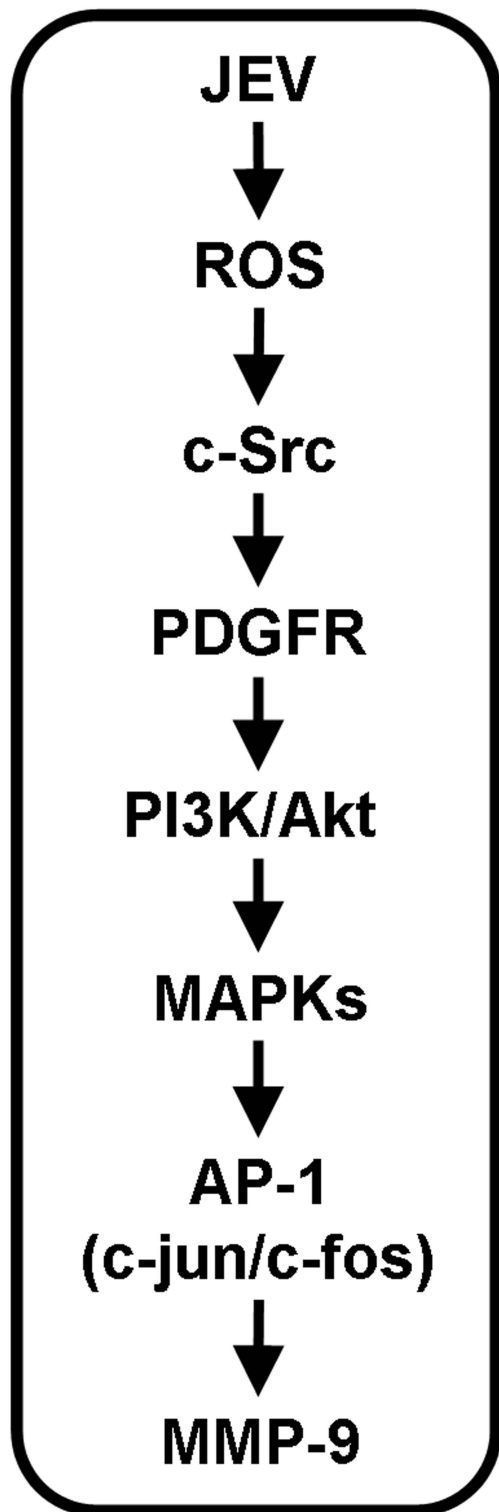 JEV
ROS
c-Src
PDGFR
PI3K/Akt
MAPKs
AP-1
(c-jun/c-fos)
MMP-9